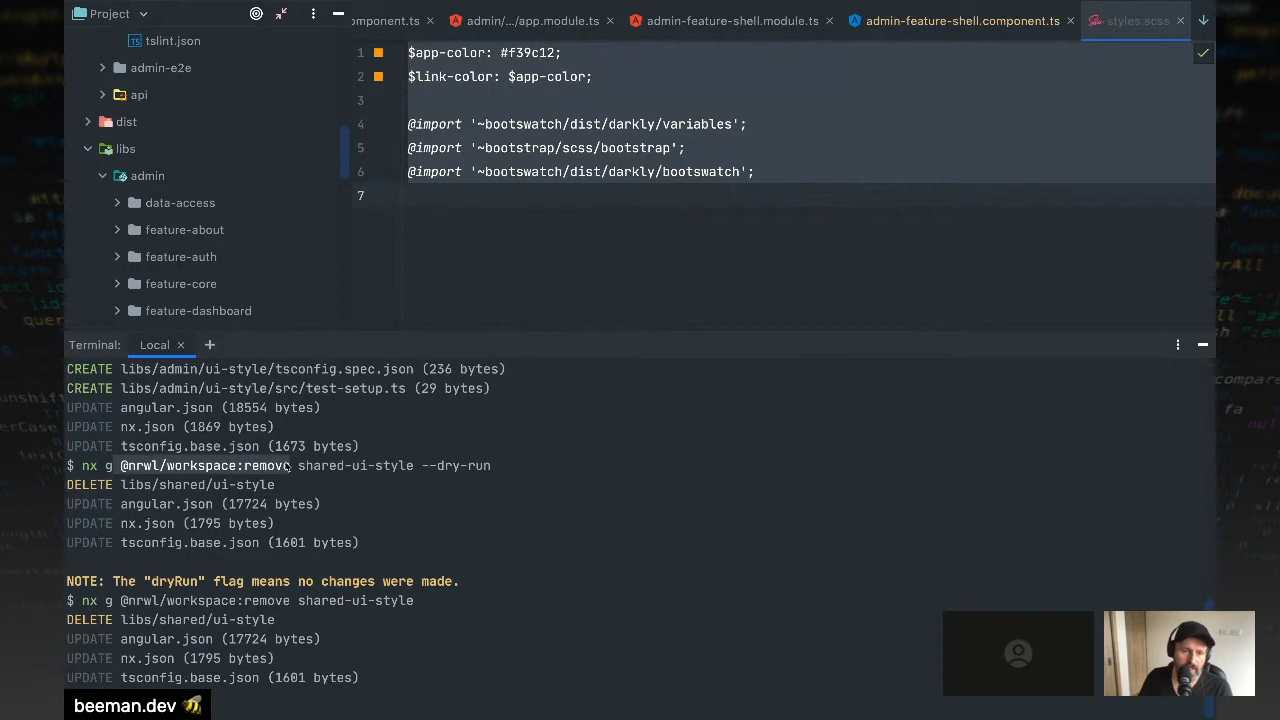 Project
omponent.ts
admin/.../app.module.ts
admin-feature-shell.module.ts
admin-feature-shell.component.ts
styles.scss
tslint.json
admin-e2e
api
dist
libs
admin
data-access
feature-about
feature-auth
feature-core
feature-dashboard
1 $app-color: #f39c12;
2 $link-color: $app-color;
3
4 @import '~bootswatch/dist/darkly/variables';
5 @import '~bootstrap/scss/bootstrap';
6 @import '~bootswatch/dist/darkly/bootswatch';
7
Terminal: Local
CREATE libs/admin/ui-style/tsconfig.spec.json (236 bytes)
CREATE libs/admin/ui-style/src/test-setup.ts (29 bytes)
UPDATE angular.json (18554 bytes)
UPDATE nx.json (1869 bytes)
UPDATE tsconfig.base.json (1673 bytes)
$ nx g @nrwl/workspace:remove shared-ui-style --dry-run
DELETE libs/shared/ui-style
UPDATE angular.json (17724 bytes)
UPDATE nx.json (1795 bytes)
UPDATE tsconfig.base.json (1601 bytes)
NOTE: The "dryRun" flag means no changes were made.
$ nx g @nrwl/workspace:remove shared-ui-style
DELETE libs/shared/ui-style
UPDATE angular.json (17724 bytes)
UPDATE nx.json (1795 bytes)
UPDATE tsconfig.base.json (1601 bytes)
beeman.dev